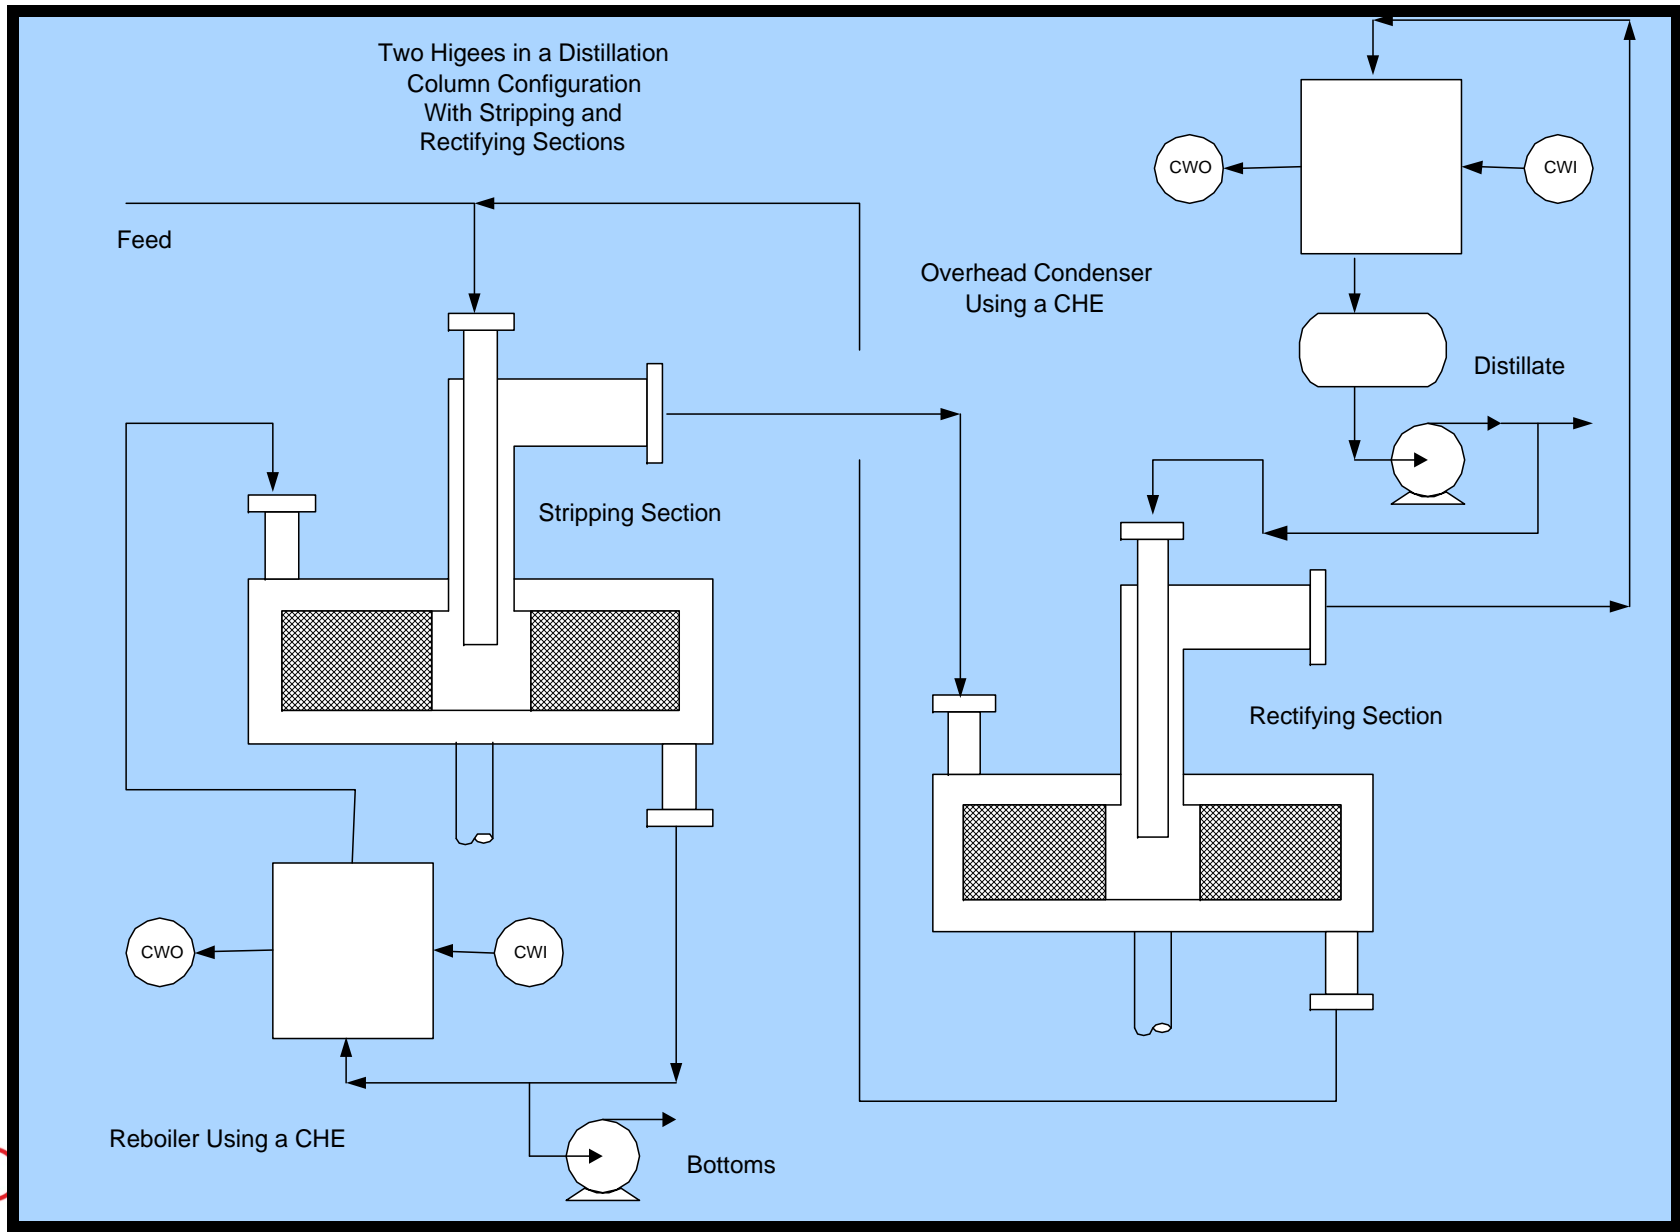 Two Higees in a Distillation
Column Configuration
With Stripping and
Rectifying Sections
Feed
CWO
CWI
Overhead Condenser
Using a CHE
Distillate
Stripping Section
Rectifying Section
CWO
CWI
Reboiler Using a CHE
Bottoms